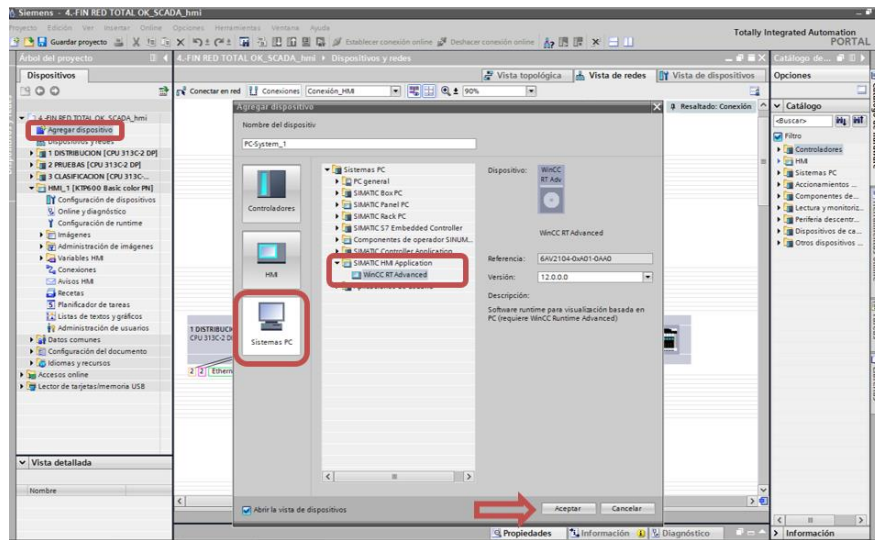 Siemens - 4.-FIN RED TOTAL OK_SCADA_hmi
Proyecto Edición Ver Insertar Online Opciones Herramientas Ventana Ayuda
Guardar proyecto
Establecer conexión online
Deshacer conexión online
Totally Integrated Automation
PORTAL
Árbol del proyecto
4.-FIN RED TOTAL OK_SCADA_hmi
Dispositivos y redes
Catálogo de...
Dispositivos
Vista topológica
Vista de redes
Vista de dispositivos
Opciones
Conectar en red
Conexiones
Conexión_HMI
90%
Resaltado: Conexión
Catálogo
<Buscar>
Filtro
Controladores
HMI
Sistemas PC
Accionamientos ...
Componentes de...
Lectura y monitoriz...
Periferia descentr...
Dispositivos de ca...
Otros dispositivos ...
4.-FIN RED TOTAL OK_SCADA_hmi
Agregar dispositivo
Dispositivos y redes
1 DISTRIBUCION [CPU 313C-2 DP]
2 PRUEBAS [CPU 313C-2 DP]
3 CLASIFICACION [CPU 313C-...
HMI_1 [KTP600 Basic color PN]
Configuración de dispositivos
Online y diagnóstico
Configuración de runtime
Imágenes
Administración de imágenes
Variables HMI
Conexiones
Avisos HMI
Recetas
Planificador de tareas
Listas de textos y gráficos
Administración de usuarios
Datos comunes
Configuración del documento
Idiomas y recursos
Accesos online
Lector de tarjetas/memoria USB
Vista detallada
Nombre
1 DISTRIBUCI
CPU 313C-2 D
Ethern
Agregar dispositivo
Nombre del dispositiv
PC-System_1
Controladores
HMI
Sistemas PC
Sistemas PC
PC general
SIMATIC Box PC
SIMATIC Panel PC
SIMATIC Rack PC
SIMATIC S7 Embedded Controller
Componentes de operador SINUM...
SIMATIC Controller Application
SIMATIC HMI Application
WinCC RT Advanced
Dispositivo:
WinCC
RT Adv
WinCC RT Advanced
Referencia:
6AV2104-0xA01-0AA0
Versión:
12.0.0.0
Descripción:
Software runtime para visualización basada en
PC (requiere WinCC Runtime Advanced)
Abrir la vista de dispositivos
Aceptar
Cancelar
Propiedades
Información
Diagnóstico
Información